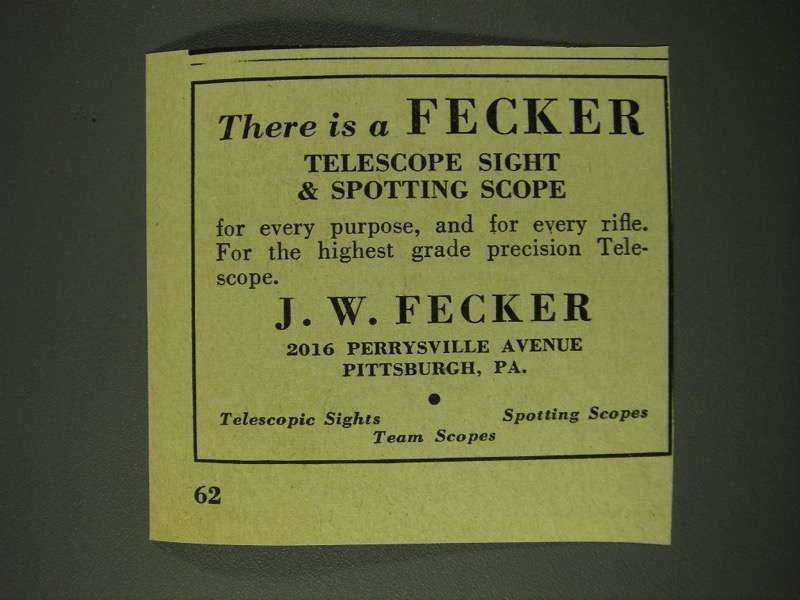 There is a FECKER
TELESCOPE SIGHT
& SPOTTING SCOPE
for every purpose, and for every rifle.
For the highest grade precision Tele-
scope.
J. W. FECKER
2016 PERRYSVILLE AVENUE
PITTSBURGH, PA.
Telescopic Sights
Spotting Scopes
Team Scopes
62